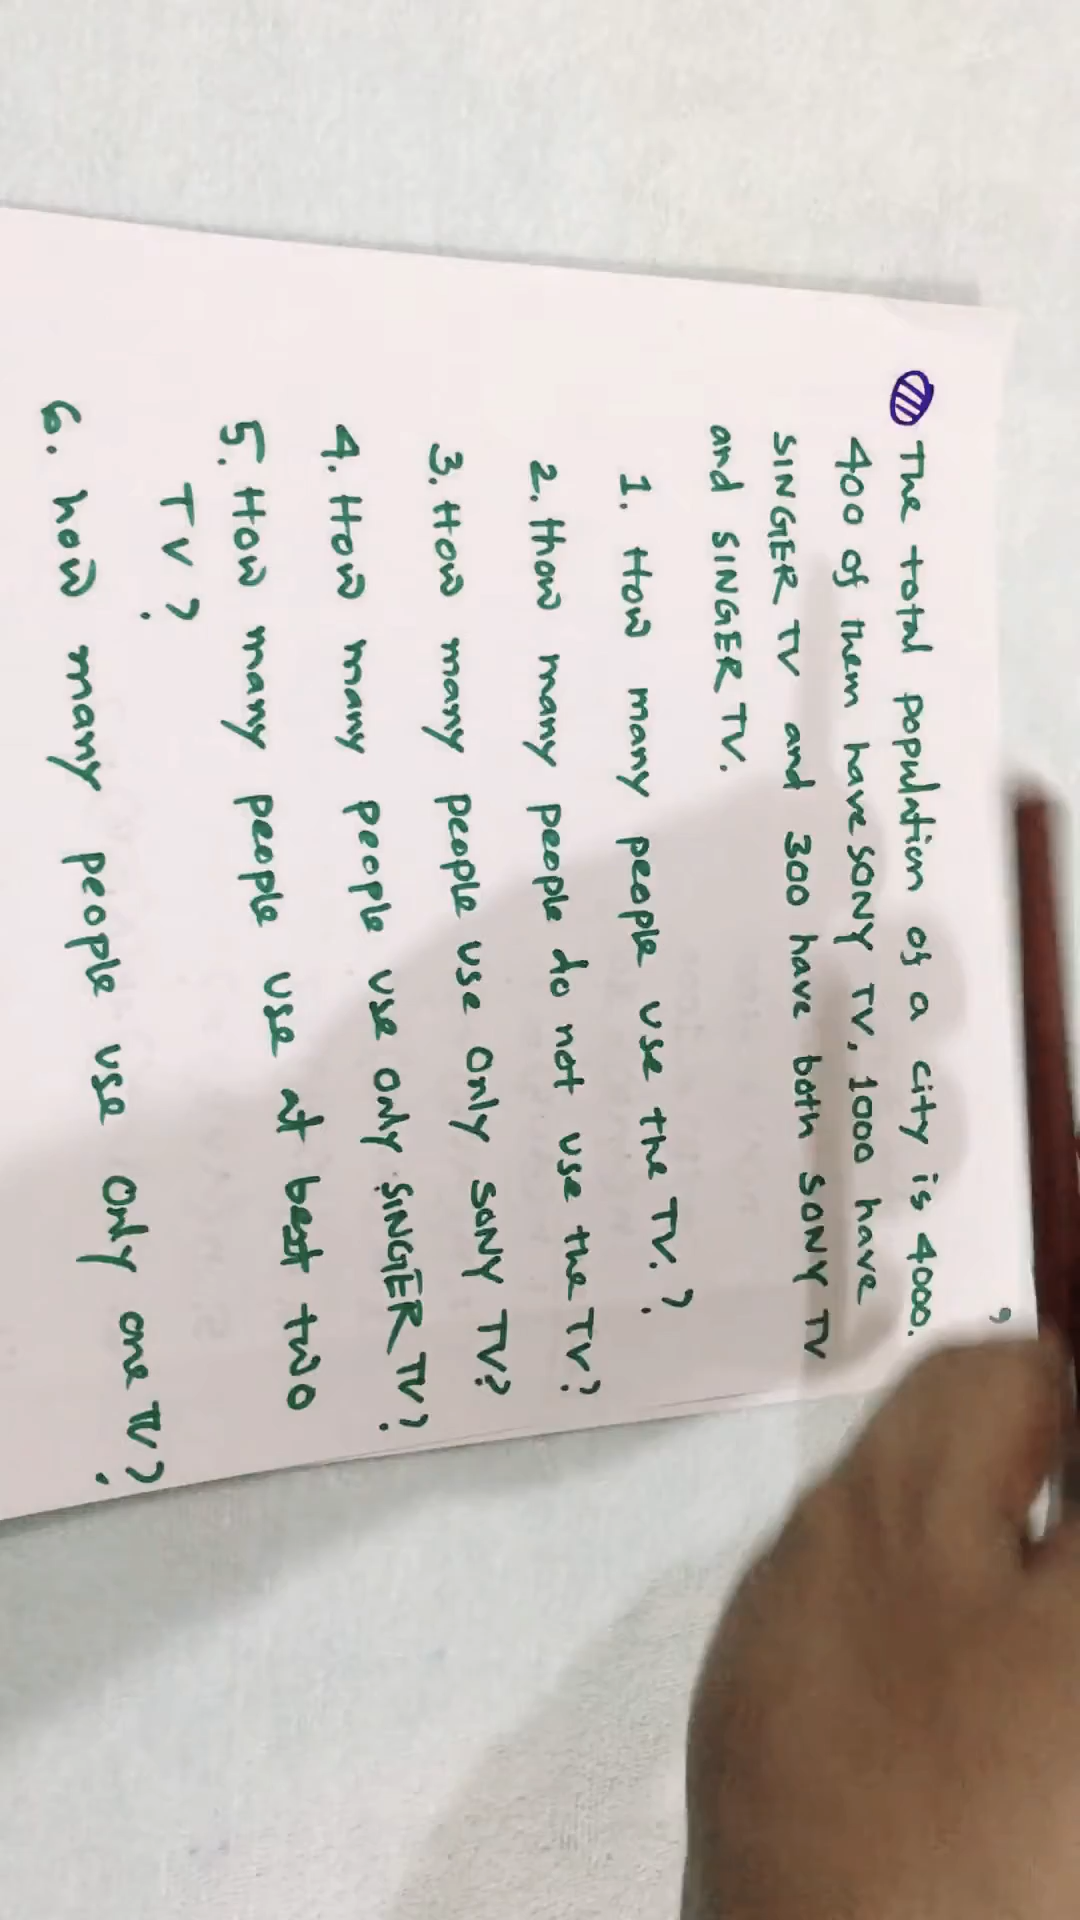 The total population of a city is 4000.
400 of them have SONY TV, 1000 have
SINGER TV and 300 have both SONY TV
and SINGER TV.
1. How many people use the TV.?
2. How many people do not use the TV?
3. How many people use only SONY TV?
4. How many people use only SINGER TV?
5. How many people use at best two
TV?
6. how many people use only one TV?